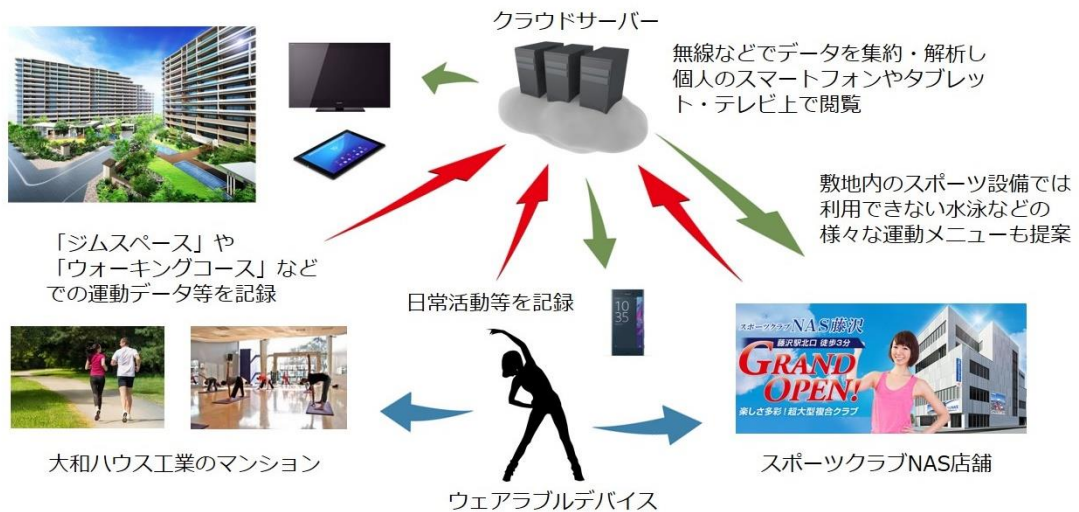 クラウドサーバー
無線などでデータを集約・解析し
個人のスマートフォンやタブレッ
ト・テレビ上で閲覧
敷地内のスポーツ設備では
利用できない水泳などの
様々な運動メニューも提案
「ジムスペース」や
「ウォーキングコース」など
での運動データ等を記録
日常活動等を記録
10
35
スポーツクラブNAS藤沢
藤沢駅北口 徒歩3分
GRAND
OPEN!
楽しさ多彩!超大型複合クラブ
大和ハウス工業のマンション
スポーツクラブNAS店舗
ウェアラブルデバイス